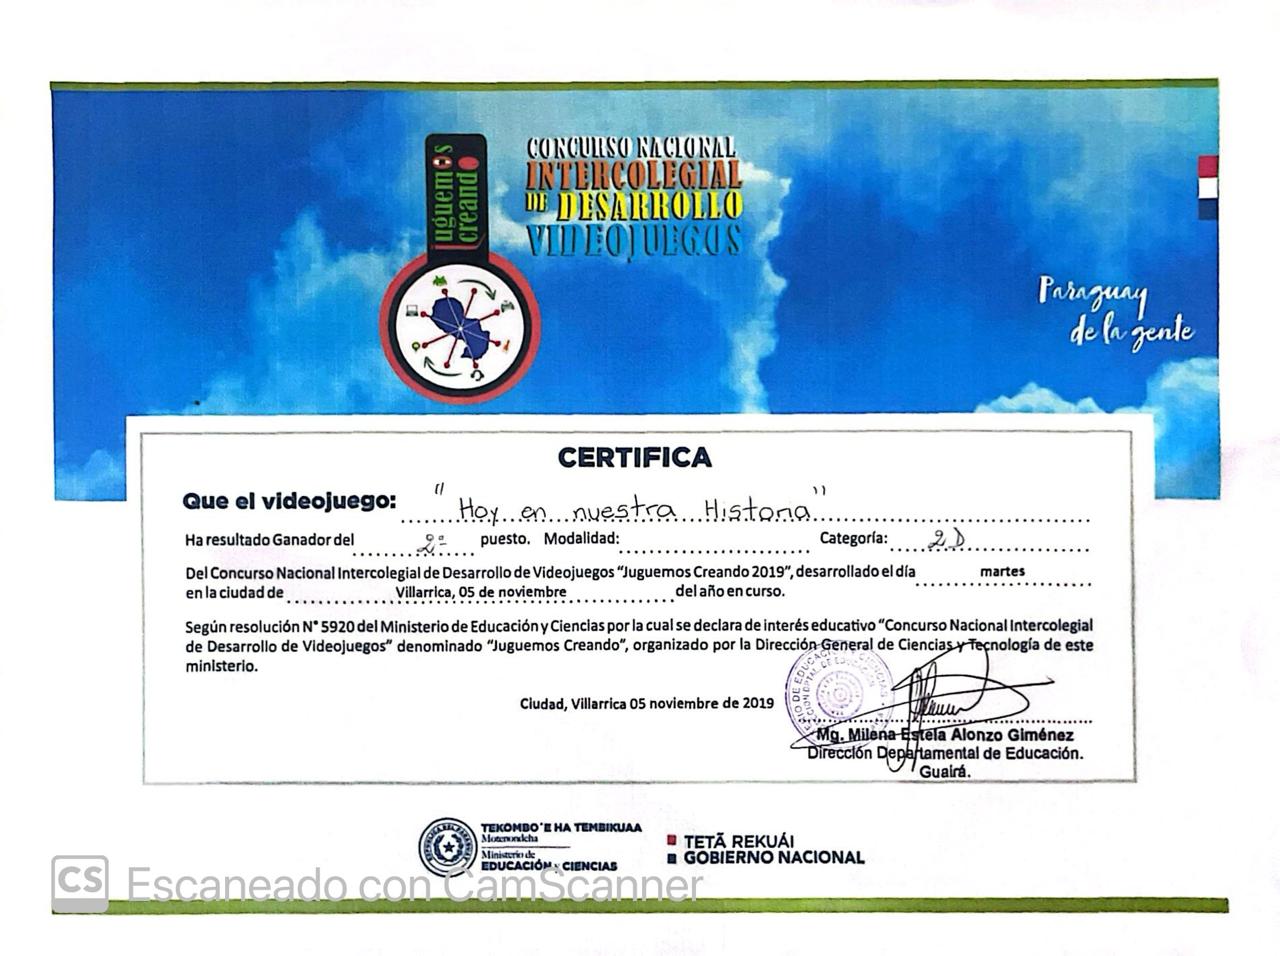 Juguemos
creando
CONCURSO NACIONAL
INTERCOLEGIAL
DE DESARROLLO
VIDEOJUEGOS
Paraguay
de la gente
CERTIFICA
Que el videojuego: "Hoy en nuestra Historia"
Ha resultado Ganador del 2º puesto. Modalidad: Categoría: 2D
Del Concurso Nacional Intercolegial de Desarrollo de Videojuegos "Juguemos Creando 2019", desarrollado el día martes
en la ciudad de Villarrica, 05 de noviembre del año en curso.
Según resolución N° 5920 del Ministerio de Educación y Ciencias por la cual se declara de interés educativo "Concurso Nacional Intercolegial
de Desarrollo de Videojuegos" denominado "Juguemos Creando", organizado por la Dirección General de Ciencias y Tecnología de este
ministerio.
Ciudad, Villarrica 05 noviembre de 2019
Mg. Milena Estela Alonzo Giménez
Dirección Departamental de Educación.
Guairá.
TEKOMBO'E HA TEMBIKUAA
Motenondeha
Ministerio de
EDUCACIÓN y CIENCIAS
TETÃ REKUÁI
GOBIERNO NACIONAL
CS Escaneado con CamScanner